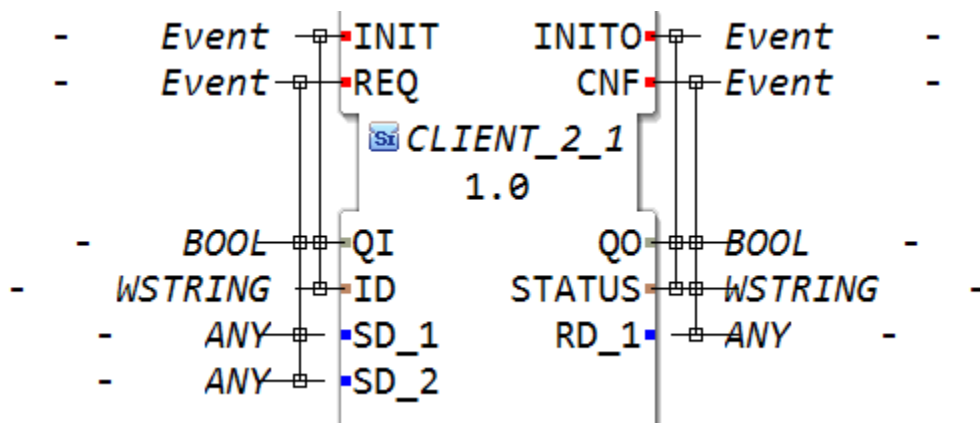 - Event INIT INITO Event -
- Event REQ CNF Event -
SI CLIENT_2_1
1.0
- BOOL QI QO BOOL -
- WSTRING ID STATUS WSTRING -
- ANY SD_1 RD_1 ANY -
- ANY SD_2